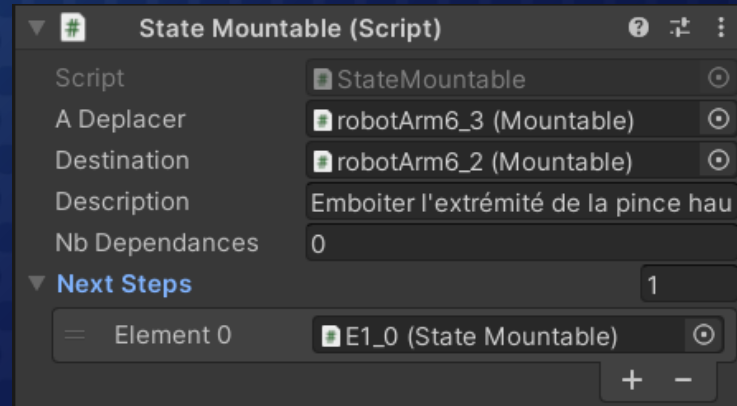 State Mountable (Script)
Script StateMountable
A Deplacer robotArm6_3 (Mountable)
Destination robotArm6_2 (Mountable)
Description Emboiter l'extrémité de la pince hau
Nb Dependances 0
Next Steps 1
Element 0 E1_0 (State Mountable)